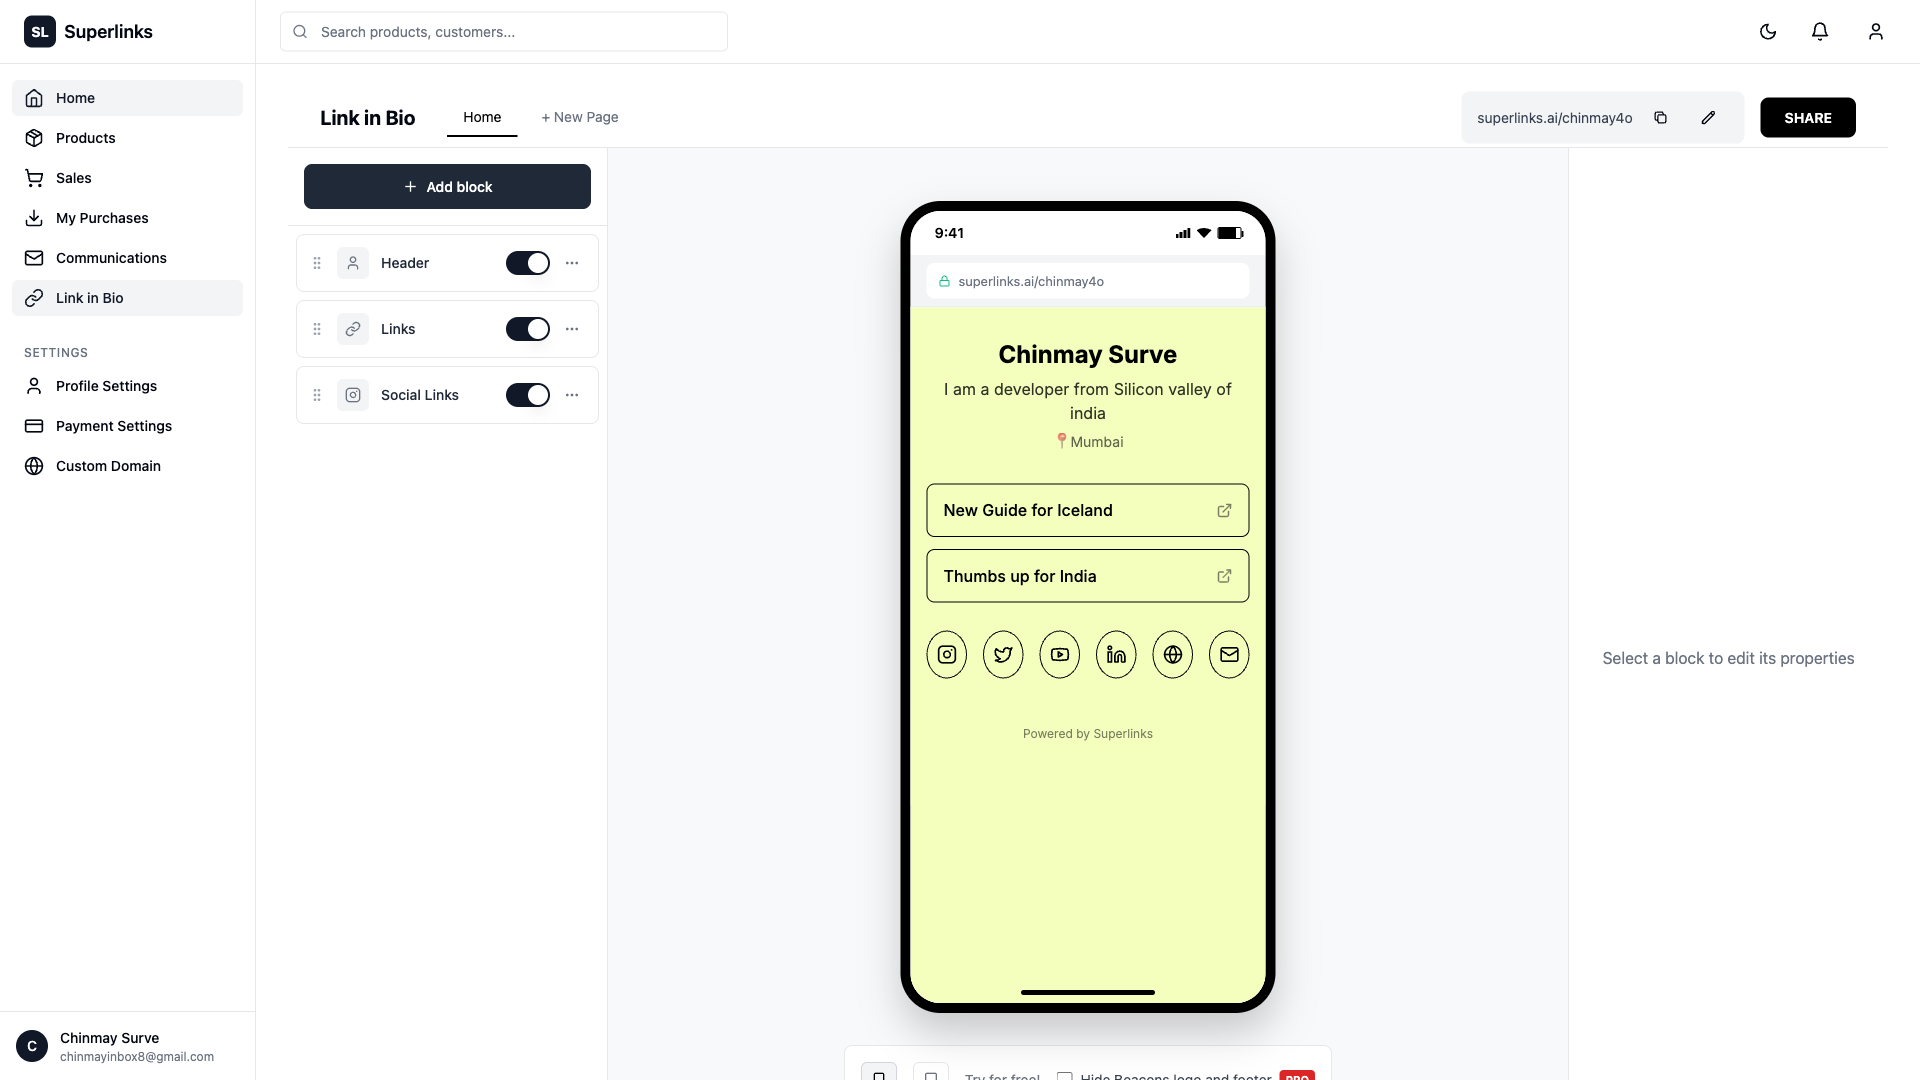 SL Superlinks
Search products, customers...
Home
Products
Sales
My Purchases
Communications
Link in Bio
SETTINGS
Profile Settings
Payment Settings
Custom Domain
C
Chinmay Surve
chinmayinbox8@gmail.com
Link in Bio
Home
+ New Page
superlinks.ai/chinmay4o
SHARE
+ Add block
Header
Links
Social Links
9:41
superlinks.ai/chinmay4o
Chinmay Surve
I am a developer from Silicon valley of
india
📍Mumbai
New Guide for Iceland
Thumbs up for India
Powered by Superlinks
Try for free!
Hide Beacons logo and footer
PRO
Select a block to edit its properties